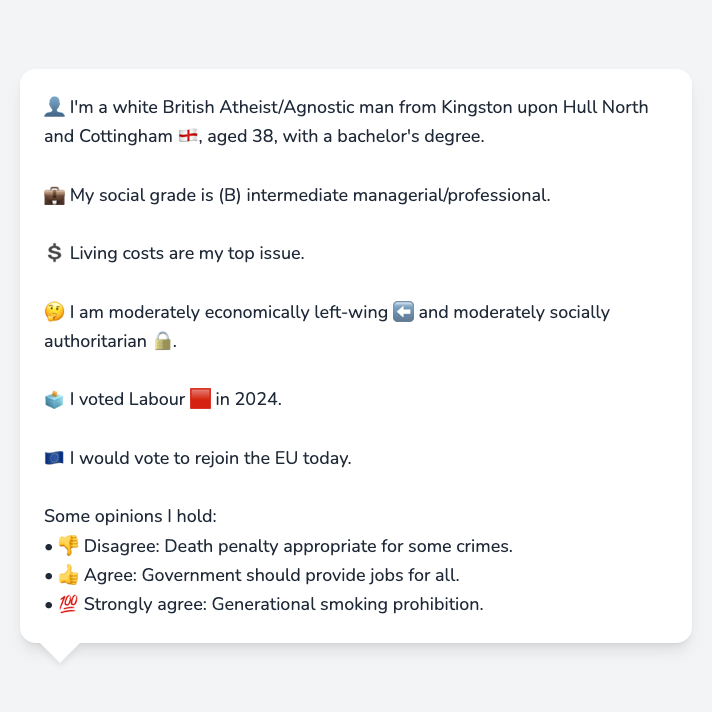 👤 I'm a white British Atheist/Agnostic man from Kingston upon Hull North
and Cottingham 🏴󠁧󠁢󠁥󠁮󠁧󠁿, aged 38, with a bachelor's degree.
💼 My social grade is (B) intermediate managerial/professional.
💲 Living costs are my top issue.
🤔 I am moderately economically left-wing ⬅️ and moderately socially
authoritarian 🔒.
🗳️ I voted Labour 🟥 in 2024.
🇪🇺 I would vote to rejoin the EU today.
Some opinions I hold:
• 👎 Disagree: Death penalty appropriate for some crimes.
• 👍 Agree: Government should provide jobs for all.
• 💯 Strongly agree: Generational smoking prohibition.